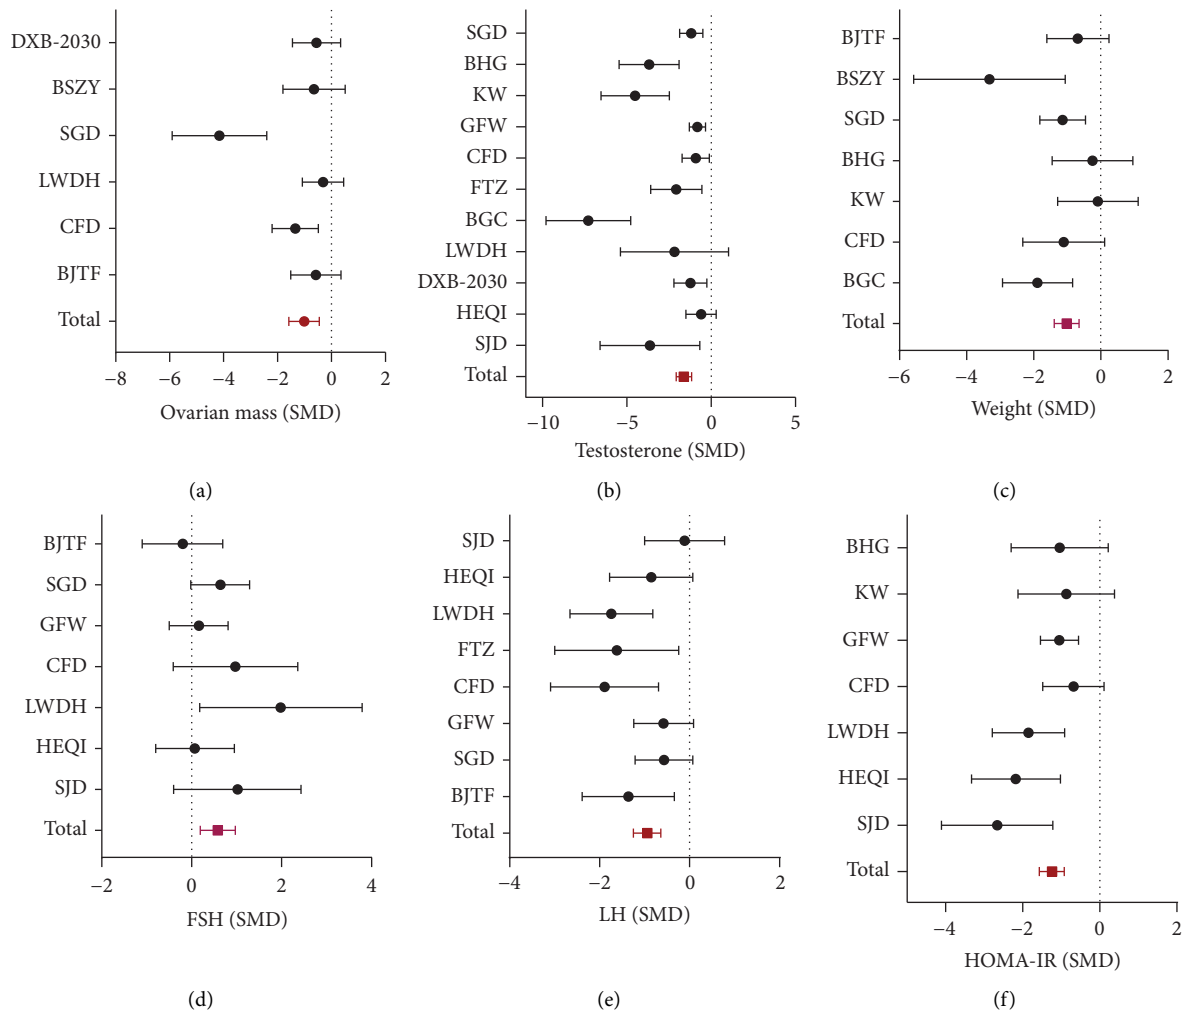 DXB-2030
BSZY
SGD
LWDH
CFD
BJTF
Total
−8 −6 −4 −2 0 2
Ovarian mass (SMD)
(a)
SGD
BHG
KW
GFW
CFD
FTZ
BGC
LWDH
DXB-2030
HEQI
SJD
Total
−10 −5 0 5
Testosterone (SMD)
(b)
BJTF
BSZY
SGD
BHG
KW
CFD
BGC
Total
−6 −4 −2 0 2
Weight (SMD)
(c)
BJTF
SGD
GFW
CFD
LWDH
HEQI
SJD
Total
−2 0 2 4
FSH (SMD)
(d)
SJD
HEQI
LWDH
FTZ
CFD
GFW
SGD
BJTF
Total
−4 −2 0 2
LH (SMD)
(e)
BHG
KW
GFW
CFD
LWDH
HEQI
SJD
Total
−4 −2 0 2
HOMA-IR (SMD)
(f)